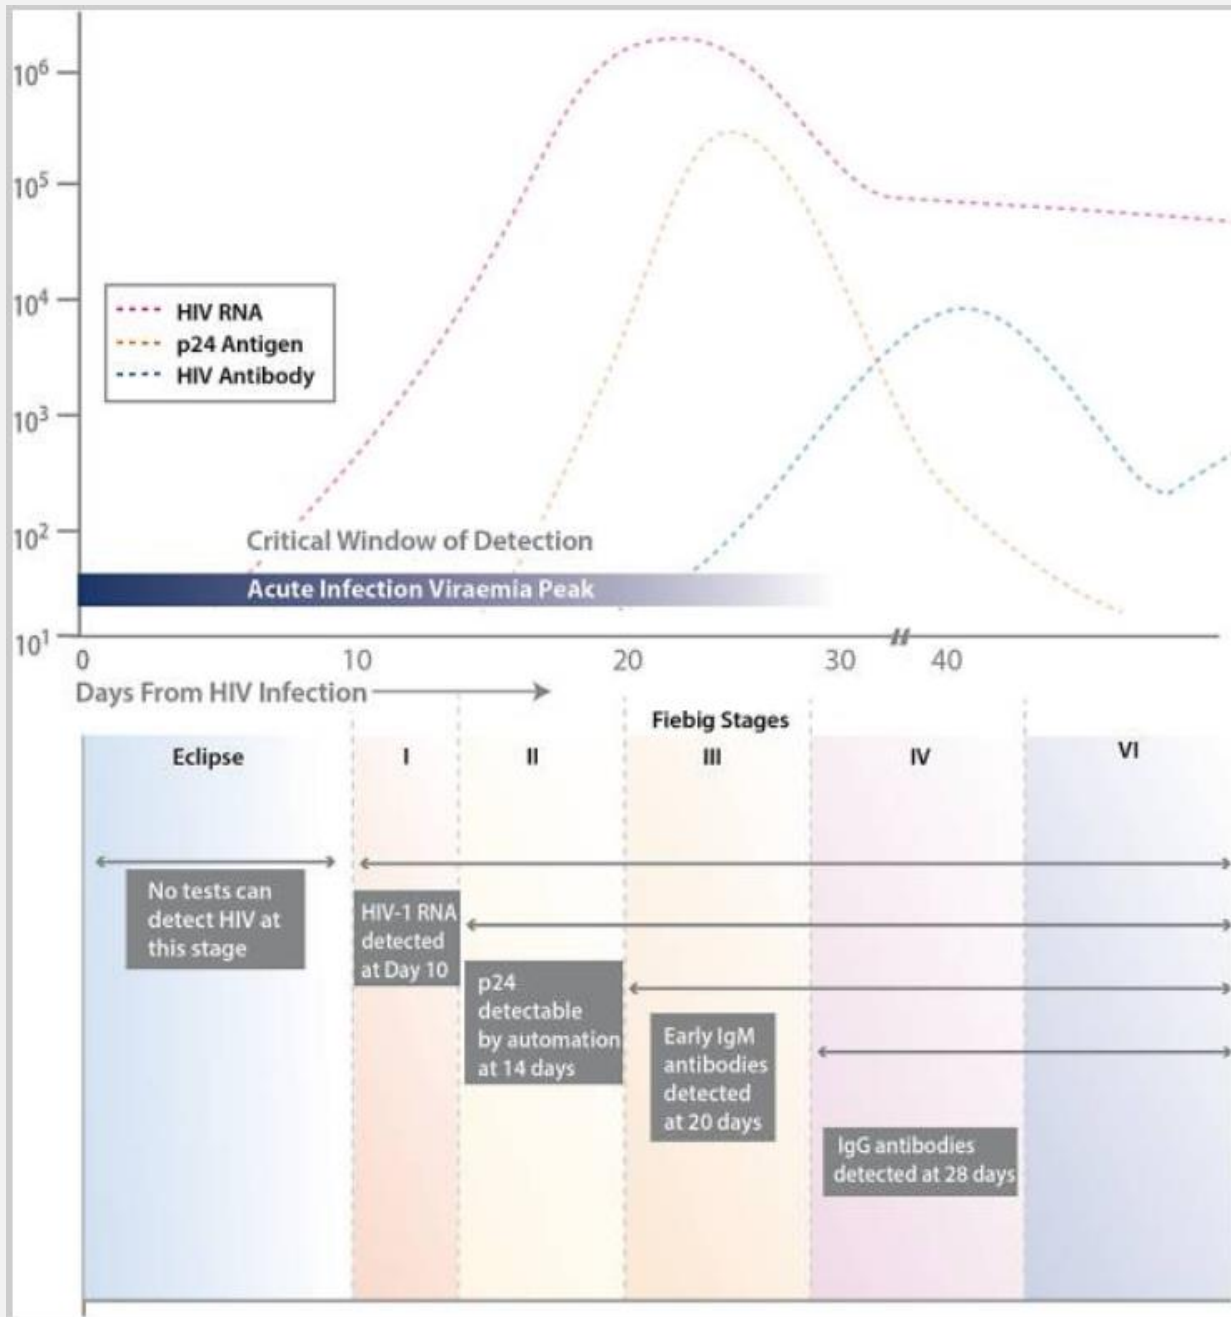 10⁶
10⁵
10⁴
10³
10²
10¹
HIV RNA
p24 Antigen
HIV Antibody
Critical Window of Detection
Acute Infection Viraemia Peak
0 10 20 30 40
Days From HIV Infection
Fiebig Stages
Eclipse I II III IV VI
No tests can
detect HIV at
this stage
HIV-1 RNA
detected
at Day 10
p24
detectable
by automation
at 14 days
Early IgM
antibodies
detected
at 20 days
IgG antibodies
detected at 28 days